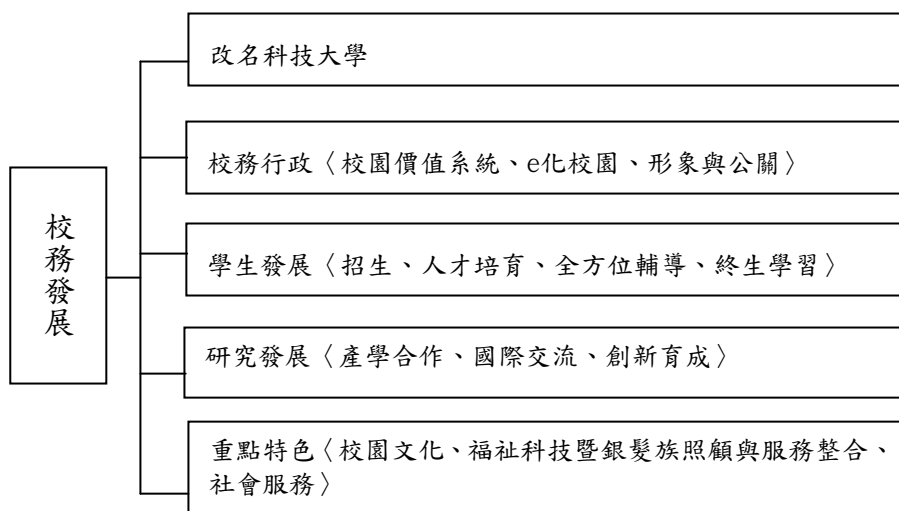 改名科技大學
校務行政〈校園價值系統、e化校園、形象與公關〉
校務發展
學生發展〈招生、人才培育、全方位輔導、終生學習〉
研究發展〈產學合作、國際交流、創新育成〉
重點特色〈校園文化、福祉科技暨銀髮族照顧與服務整合、
社會服務〉